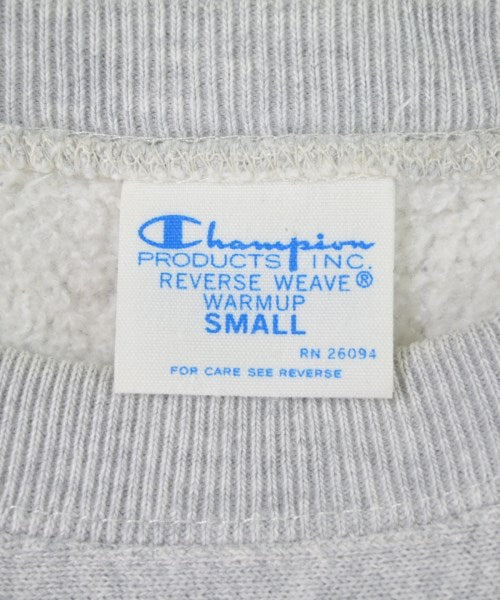 Champion
PRODUCTS INC.
REVERSE WEAVE®
WARMUP
SMALL
RN 26094
FOR CARE SEE REVERSE